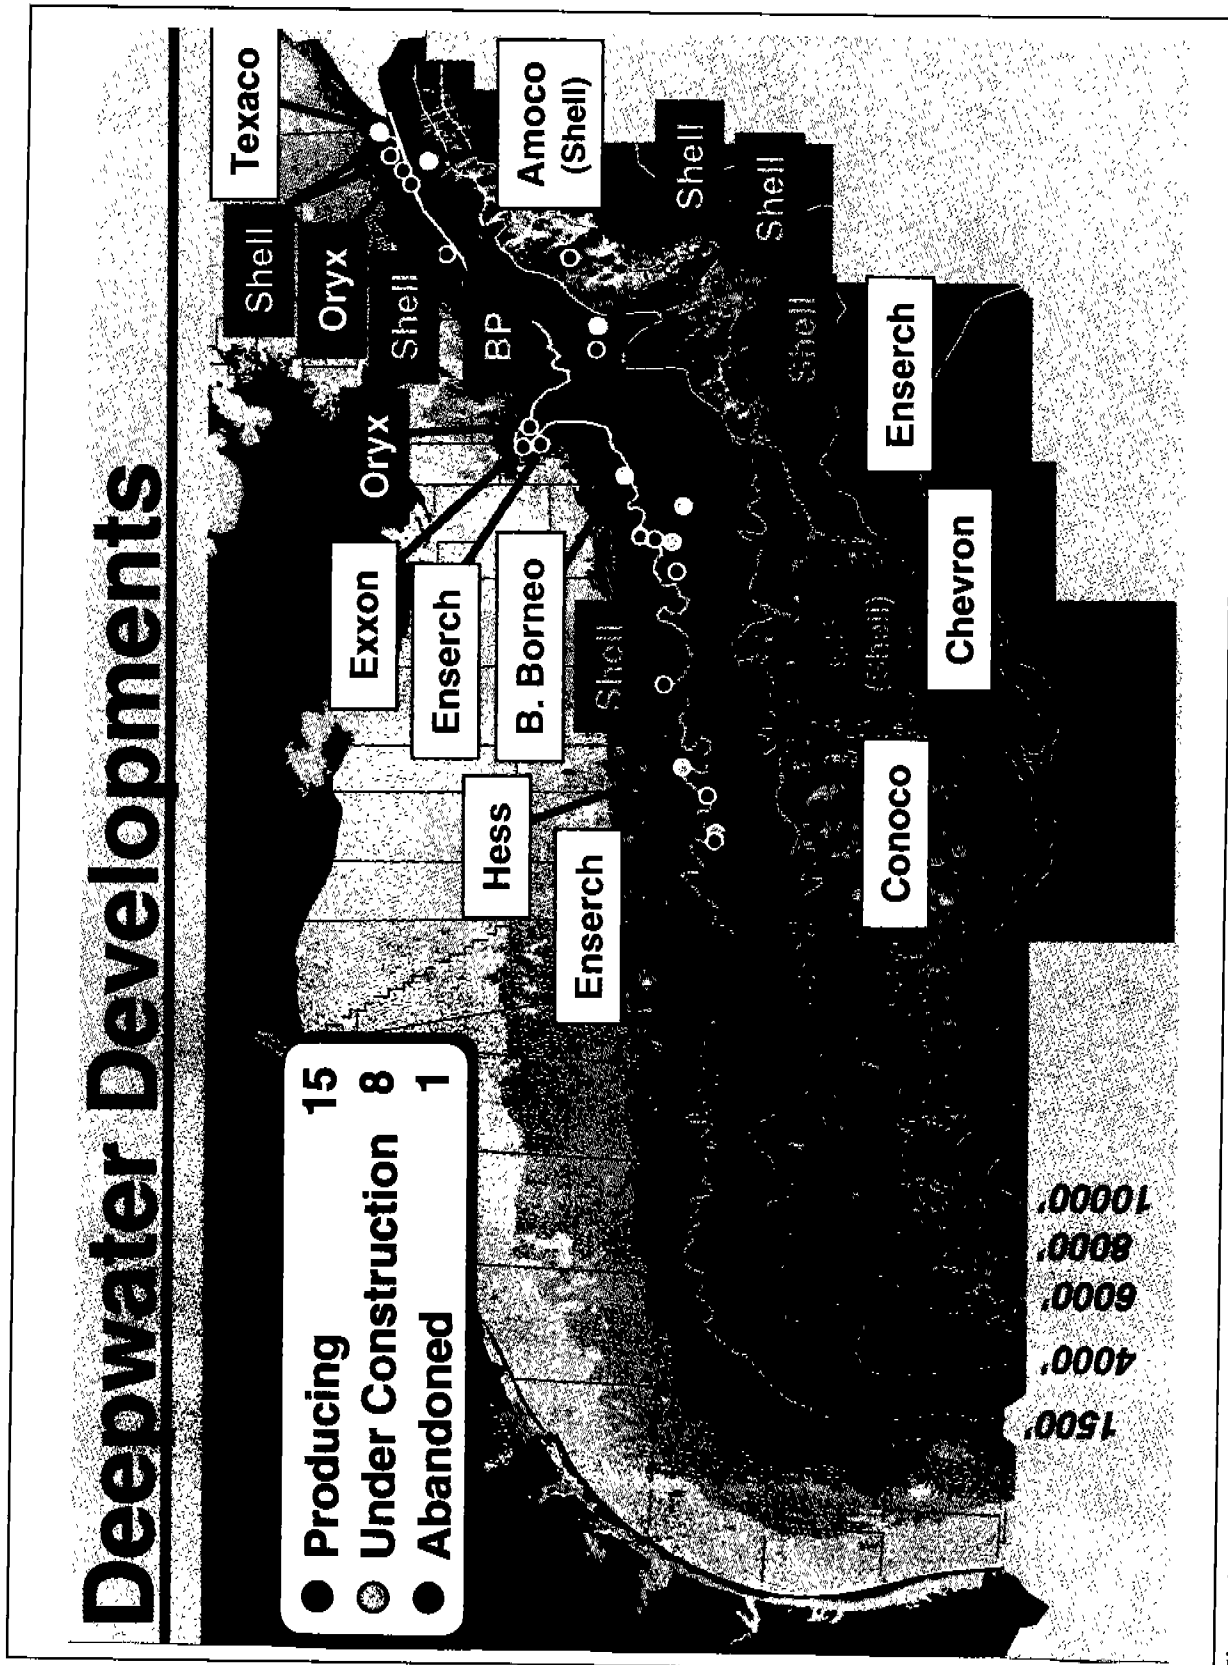 Deepwater Developments
Producing 15
Under Construction 8
Abandoned 1
Texaco
Shell
Oryx
Shell
BP
Oryx
Exxon
Enserch
B. Borneo
Shell
Hess
Enserch
Amoco
(Shell)
Shell
Shell
Shell
Enserch
Chevron
(Shell)
Conoco
1500'
4000'
6000'
8000'
10000'